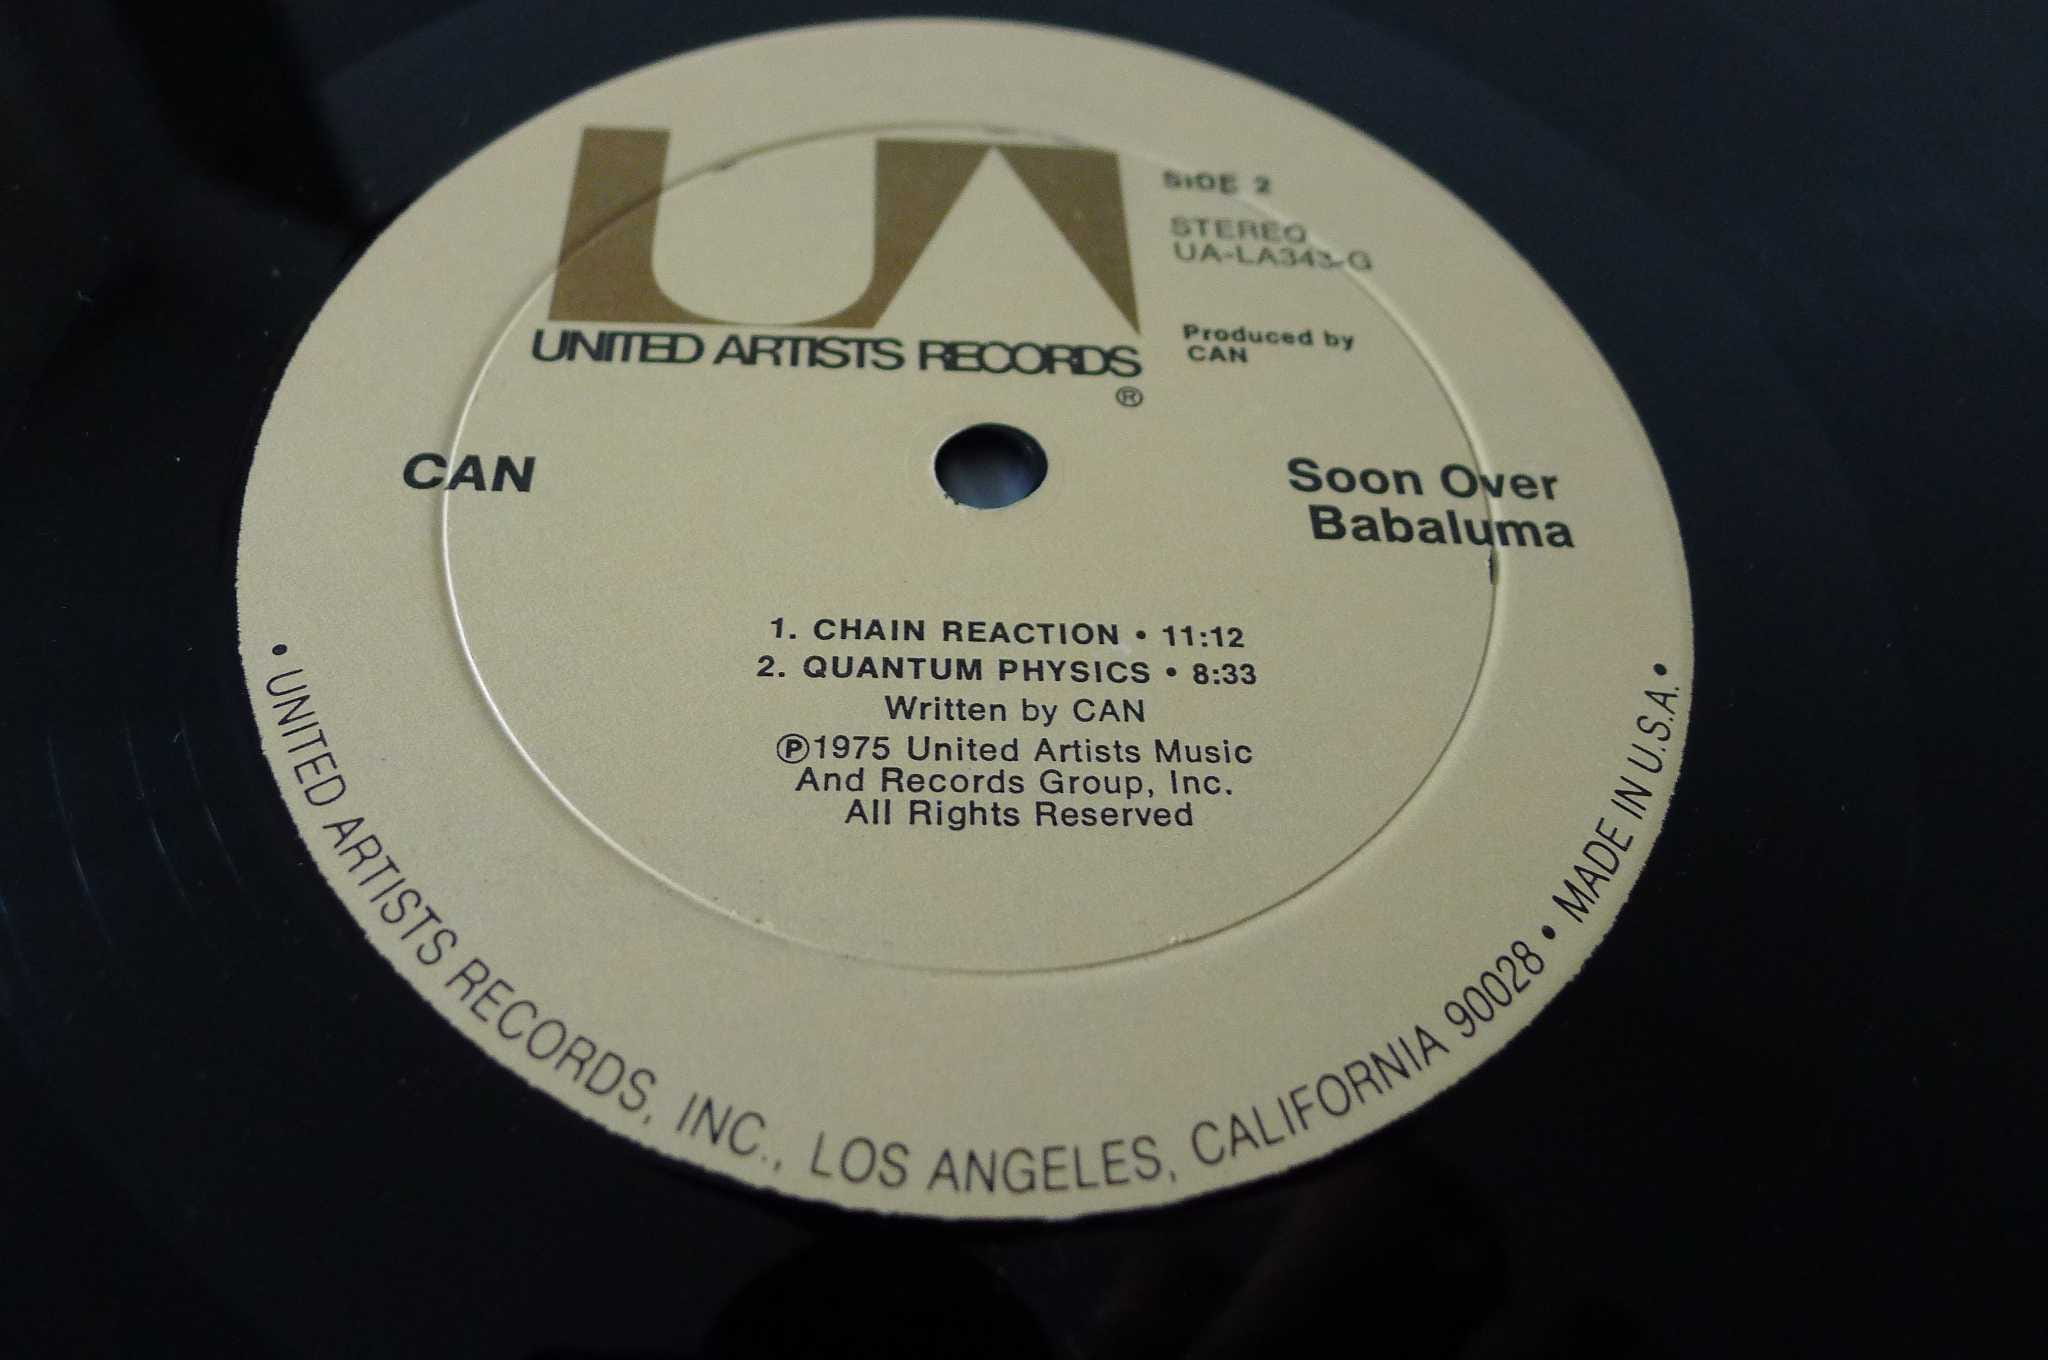 UA
SIDE 2
STEREO
UA-LA343-G
UNITED ARTISTS RECORDS
®
Produced by
CAN
CAN
Soon Over
Babaluma
1. CHAIN REACTION • 11:12
2. QUANTUM PHYSICS • 8:33
Written by CAN
℗1975 United Artists Music
And Records Group, Inc.
All Rights Reserved
• UNITED ARTISTS RECORDS, INC., LOS ANGELES, CALIFORNIA 90028 • MADE IN U.S.A. •